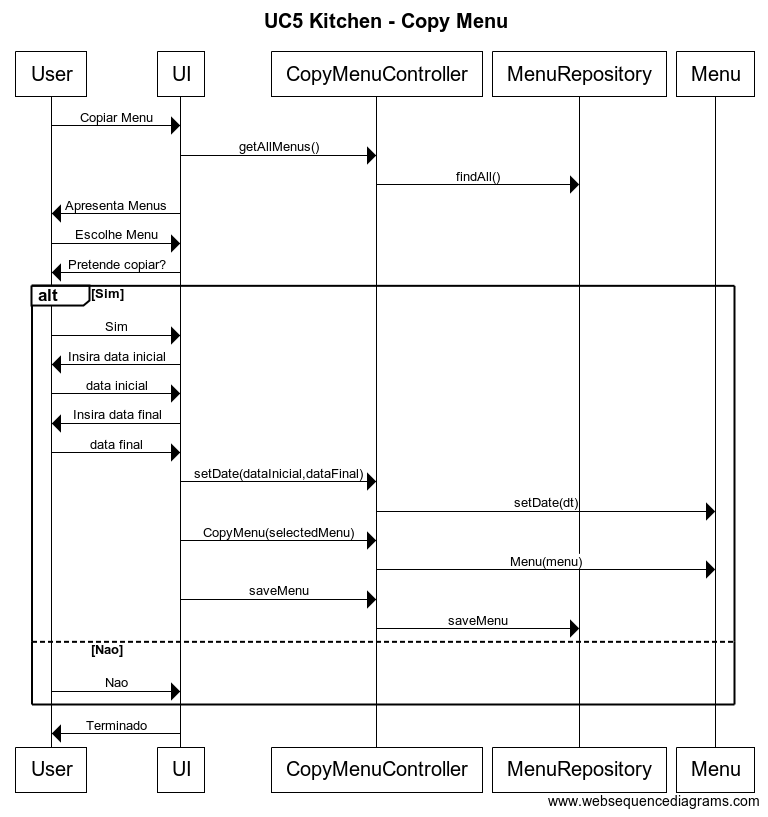 UC5 Kitchen - Copy Menu
User UI CopyMenuController MenuRepository Menu
Copiar Menu
getAllMenus()
findAll()
Apresenta Menus
Escolhe Menu
Pretende copiar?
alt [Sim]
Sim
Insira data inicial
data inicial
Insira data final
data final
setDate(dataInicial,dataFinal)
setDate(dt)
CopyMenu(selectedMenu)
Menu(menu)
saveMenu
saveMenu
[Nao]
Nao
Terminado
User UI CopyMenuController MenuRepository Menu
www.websequencediagrams.com